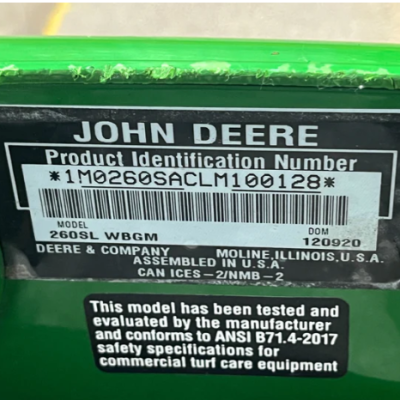 JOHN DEERE
Product Identification Number
*1M0260SACLM100128*
MODEL DOM
260SL WBGM 120920
DEERE & COMPANY MOLINE, ILLINOIS, U.S.A.
ASSEMBLED IN U.S.A.
CAN ICES-2/NMB-2
This model has been tested and
evaluated by the manufacturer
and conforms to ANSI B71.4-2017
safety specifications for
commercial turf care equipment